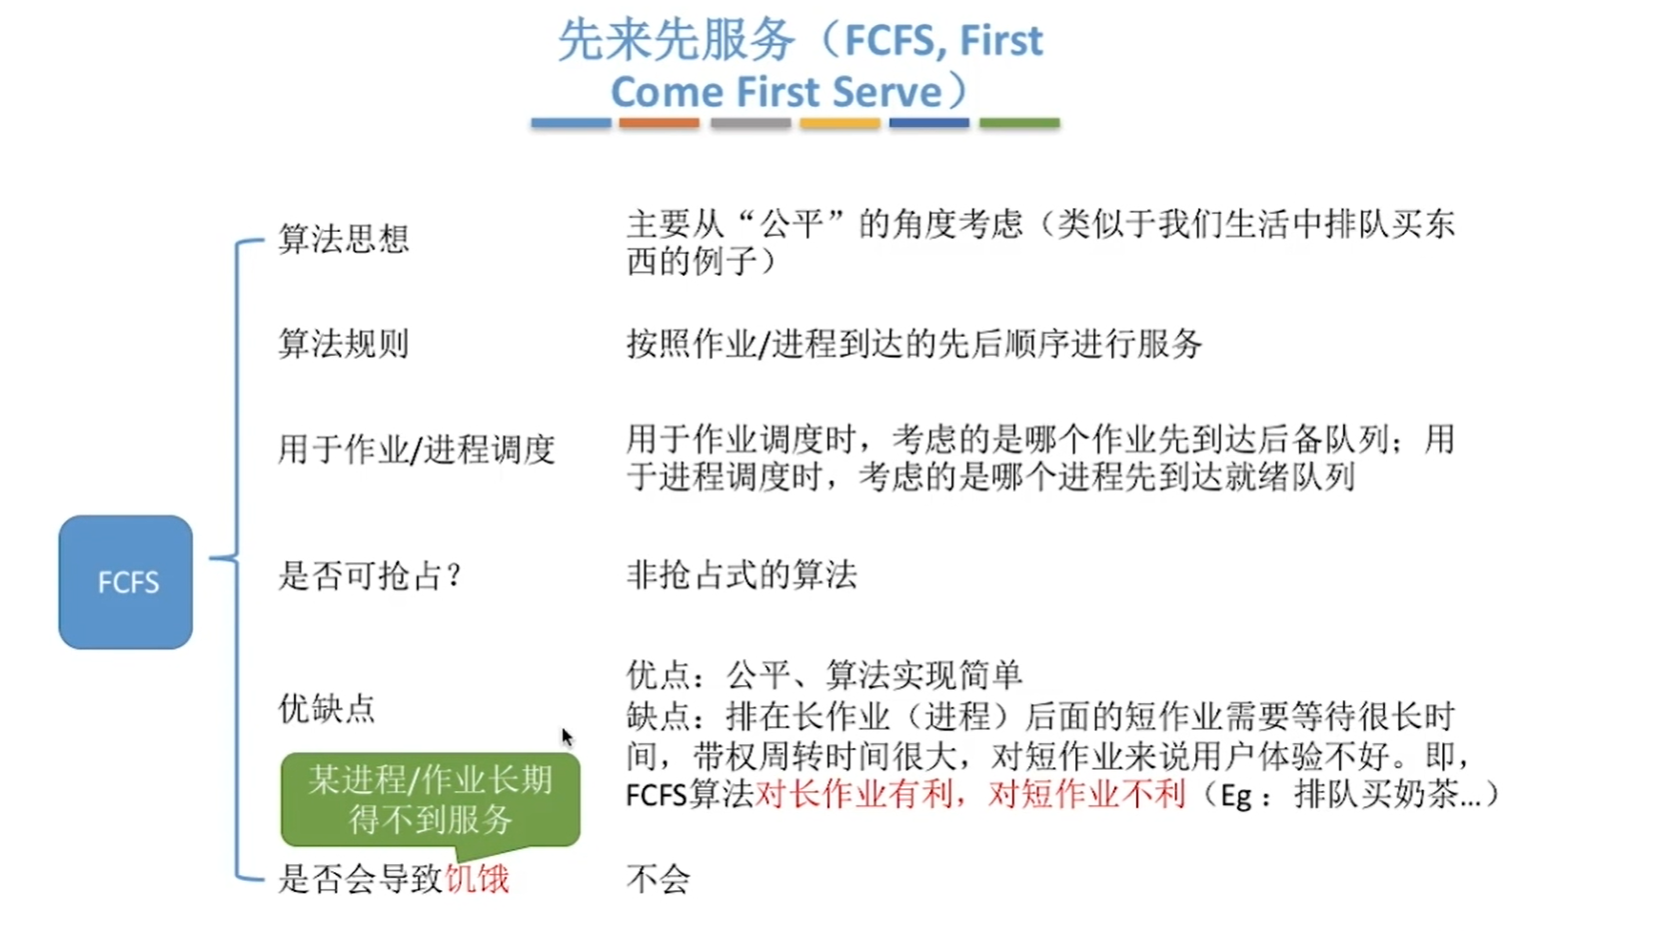 先来先服务（FCFS, First
Come First Serve）
算法思想
主要从“公平”的角度考虑（类似于我们生活中排队买东
西的例子）
算法规则
按照作业/进程到达的先后顺序进行服务
用于作业/进程调度
用于作业调度时，考虑的是哪个作业先到达后备队列；用
于进程调度时，考虑的是哪个进程先到达就绪队列
FCFS
是否可抢占？
非抢占式的算法
优缺点
优点：公平、算法实现简单
缺点：排在长作业（进程）后面的短作业需要等待很长时
间，带权周转时间很大，对短作业来说用户体验不好。即，
FCFS算法对长作业有利，对短作业不利（Eg：排队买奶茶...）
某进程/作业长期
得不到服务
是否会导致饥饿
不会